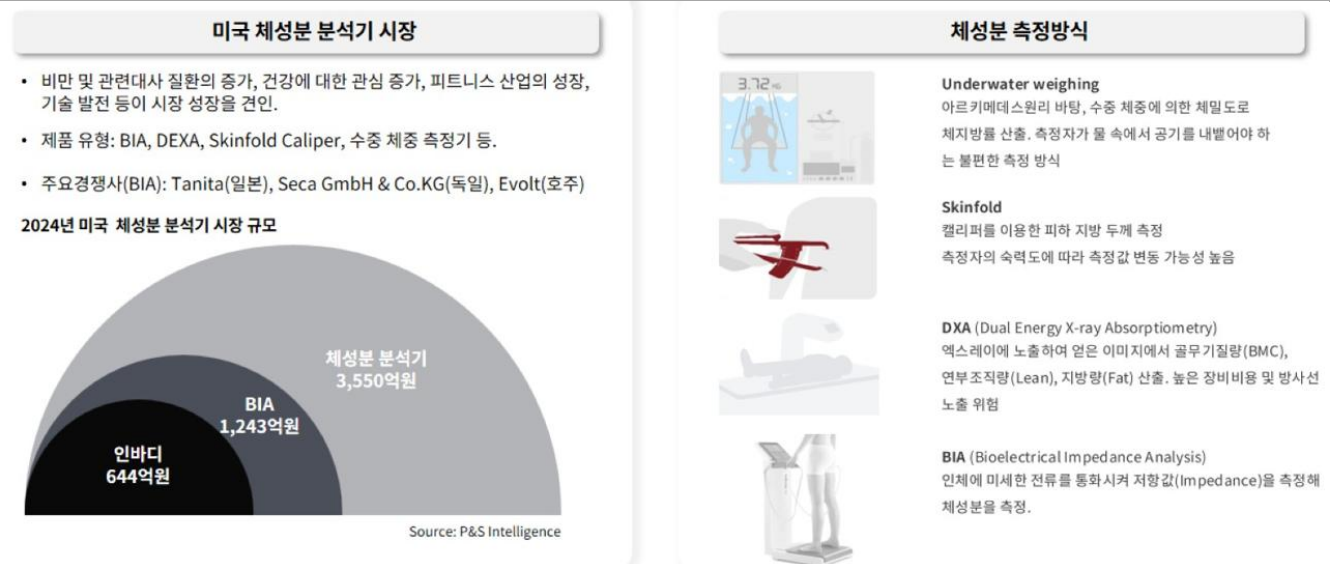 미국 체성분 분석기 시장
• 비만 및 관련대사 질환의 증가, 건강에 대한 관심 증가, 피트니스 산업의 성장,
기술 발전 등이 시장 성장을 견인.
• 제품 유형: BIA, DEXA, Skinfold Caliper, 수중 체중 측정기 등.
• 주요경쟁사(BIA): Tanita(일본), Seca GmbH & Co.KG(독일), Evolt(호주)
2024년 미국 체성분 분석기 시장 규모
체성분 분석기
3,550억원
BIA
1,243억원
인바디
644억원
Source: P&S Intelligence
체성분 측정방식
3.72 KG
Underwater weighing
아르키메데스원리 바탕, 수중 체중에 의한 체밀도로
체지방률 산출. 측정자가 물 속에서 공기를 내뱉어야 하
는 불편한 측정 방식
Skinfold
캘리퍼를 이용한 피하 지방 두께 측정
측정자의 숙력도에 따라 측정값 변동 가능성 높음
DXA (Dual Energy X-ray Absorptiometry)
엑스레이에 노출하여 얻은 이미지에서 골무기질량(BMC),
연부조직량(Lean), 지방량(Fat) 산출. 높은 장비비용 및 방사선
노출 위험
BIA (Bioelectrical Impedance Analysis)
인체에 미세한 전류를 통화시켜 저항값(Impedance)을 측정해
체성분을 측정.